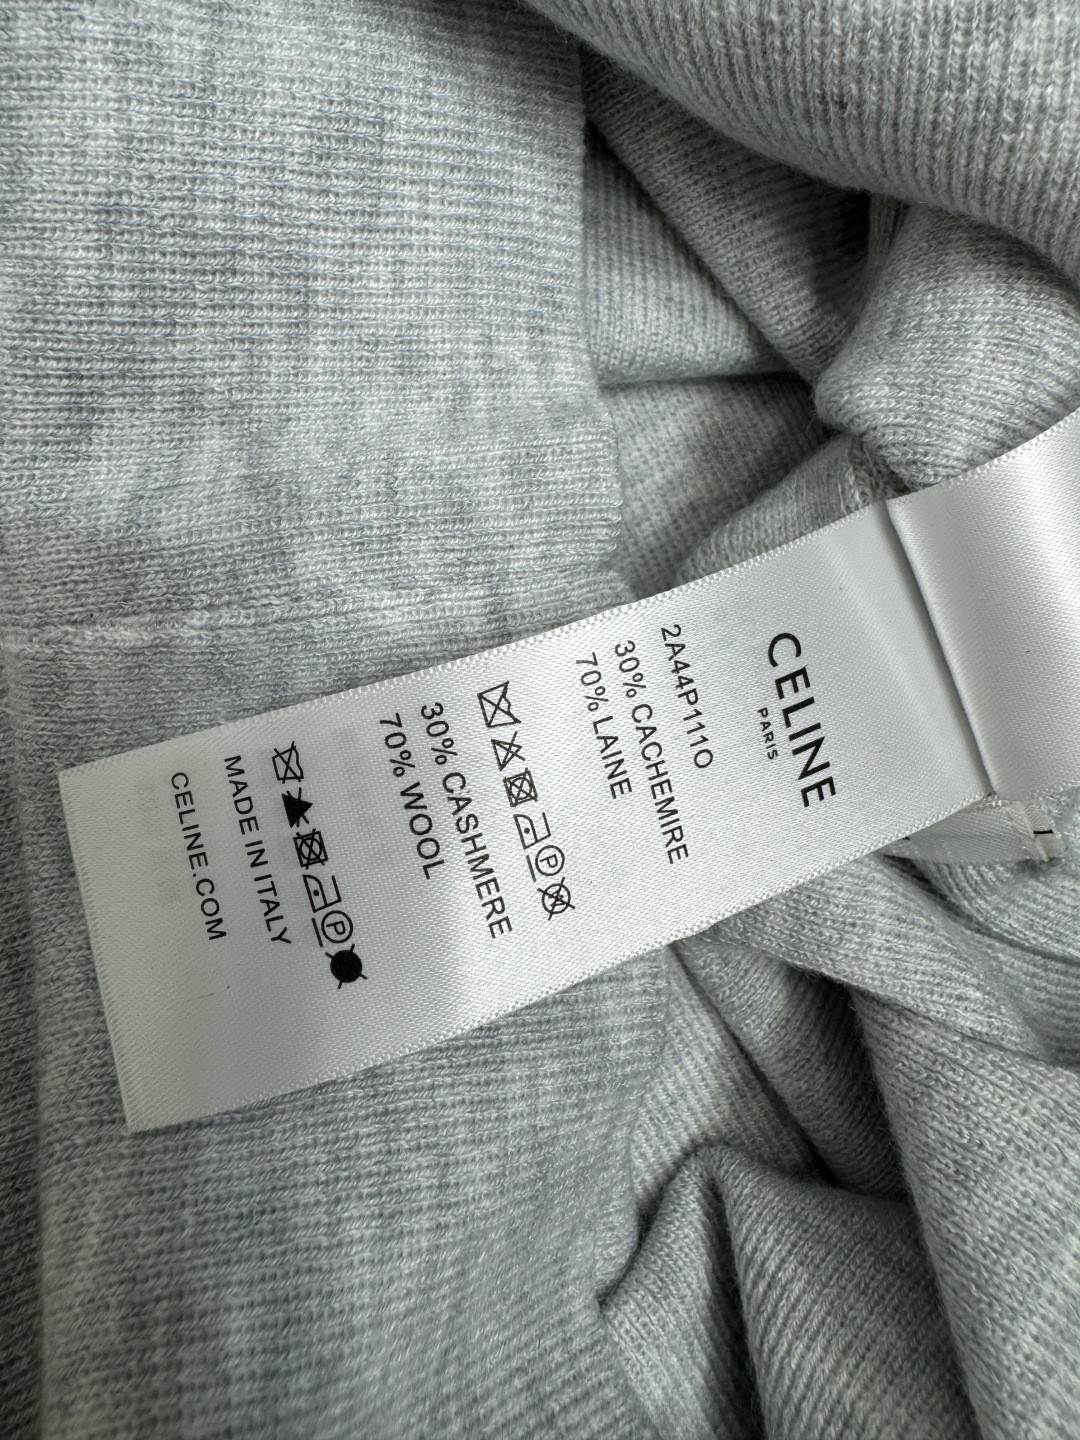 CELINE
PARIS
2A44P111O
30% CACHEMIRE
70% LAINE
P
30% CASHMERE
70% WOOL
P
MADE IN ITALY
CELINE.COM